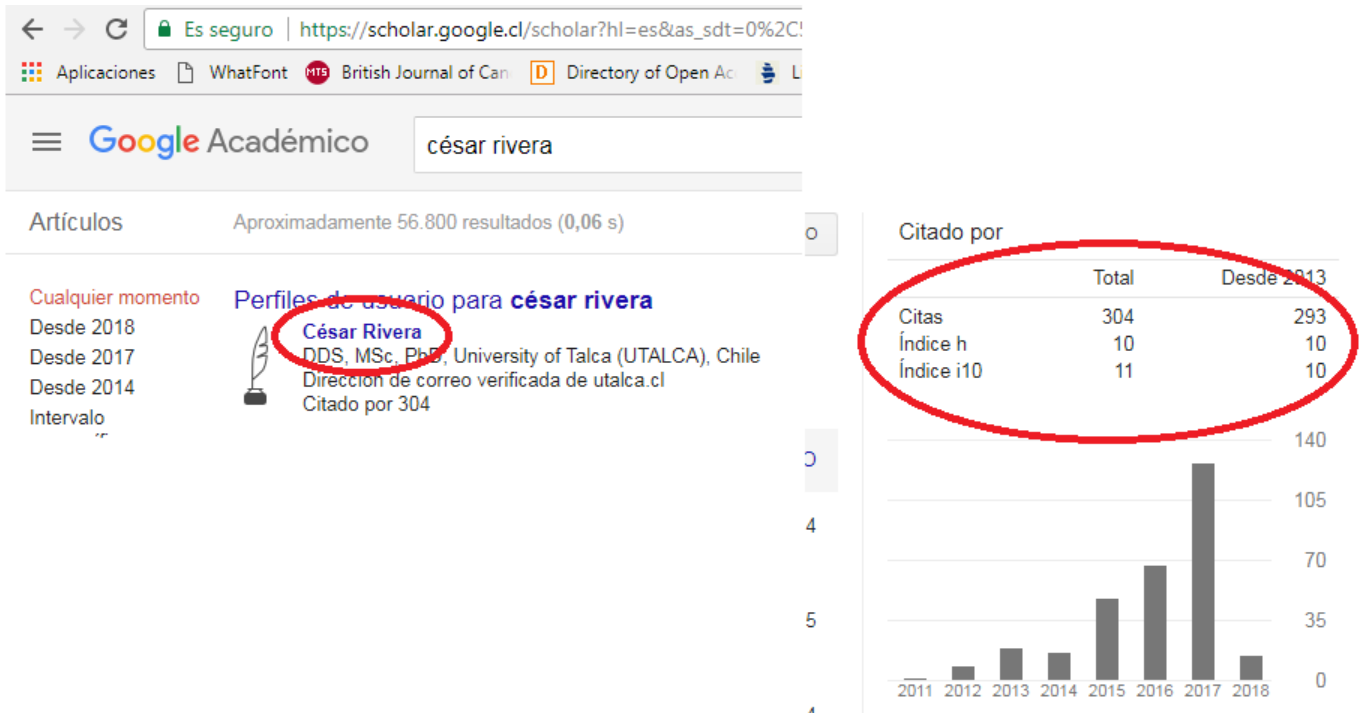 Es seguro | https://scholar.google.cl/scholar?hl=es&as_sdt=0%2C
Aplicaciones WhatFont MTS British Journal of Can D Directory of Open Ac
Google Académico
césar rivera
Artículos
Aproximadamente 56.800 resultados (0,06 s)
Cualquier momento
Desde 2018
Desde 2017
Desde 2014
Intervalo
Perfiles de usuario para césar rivera
César Rivera
DDS, MSc, PhD, University of Talca (UTALCA), Chile
Dirección de correo verificada de utalca.cl
Citado por 304
4
5
Citado por
Total Desde 2013
Citas 304 293
Índice h 10 10
Índice i10 11 10
140
105
70
35
0
2011 2012 2013 2014 2015 2016 2017 2018